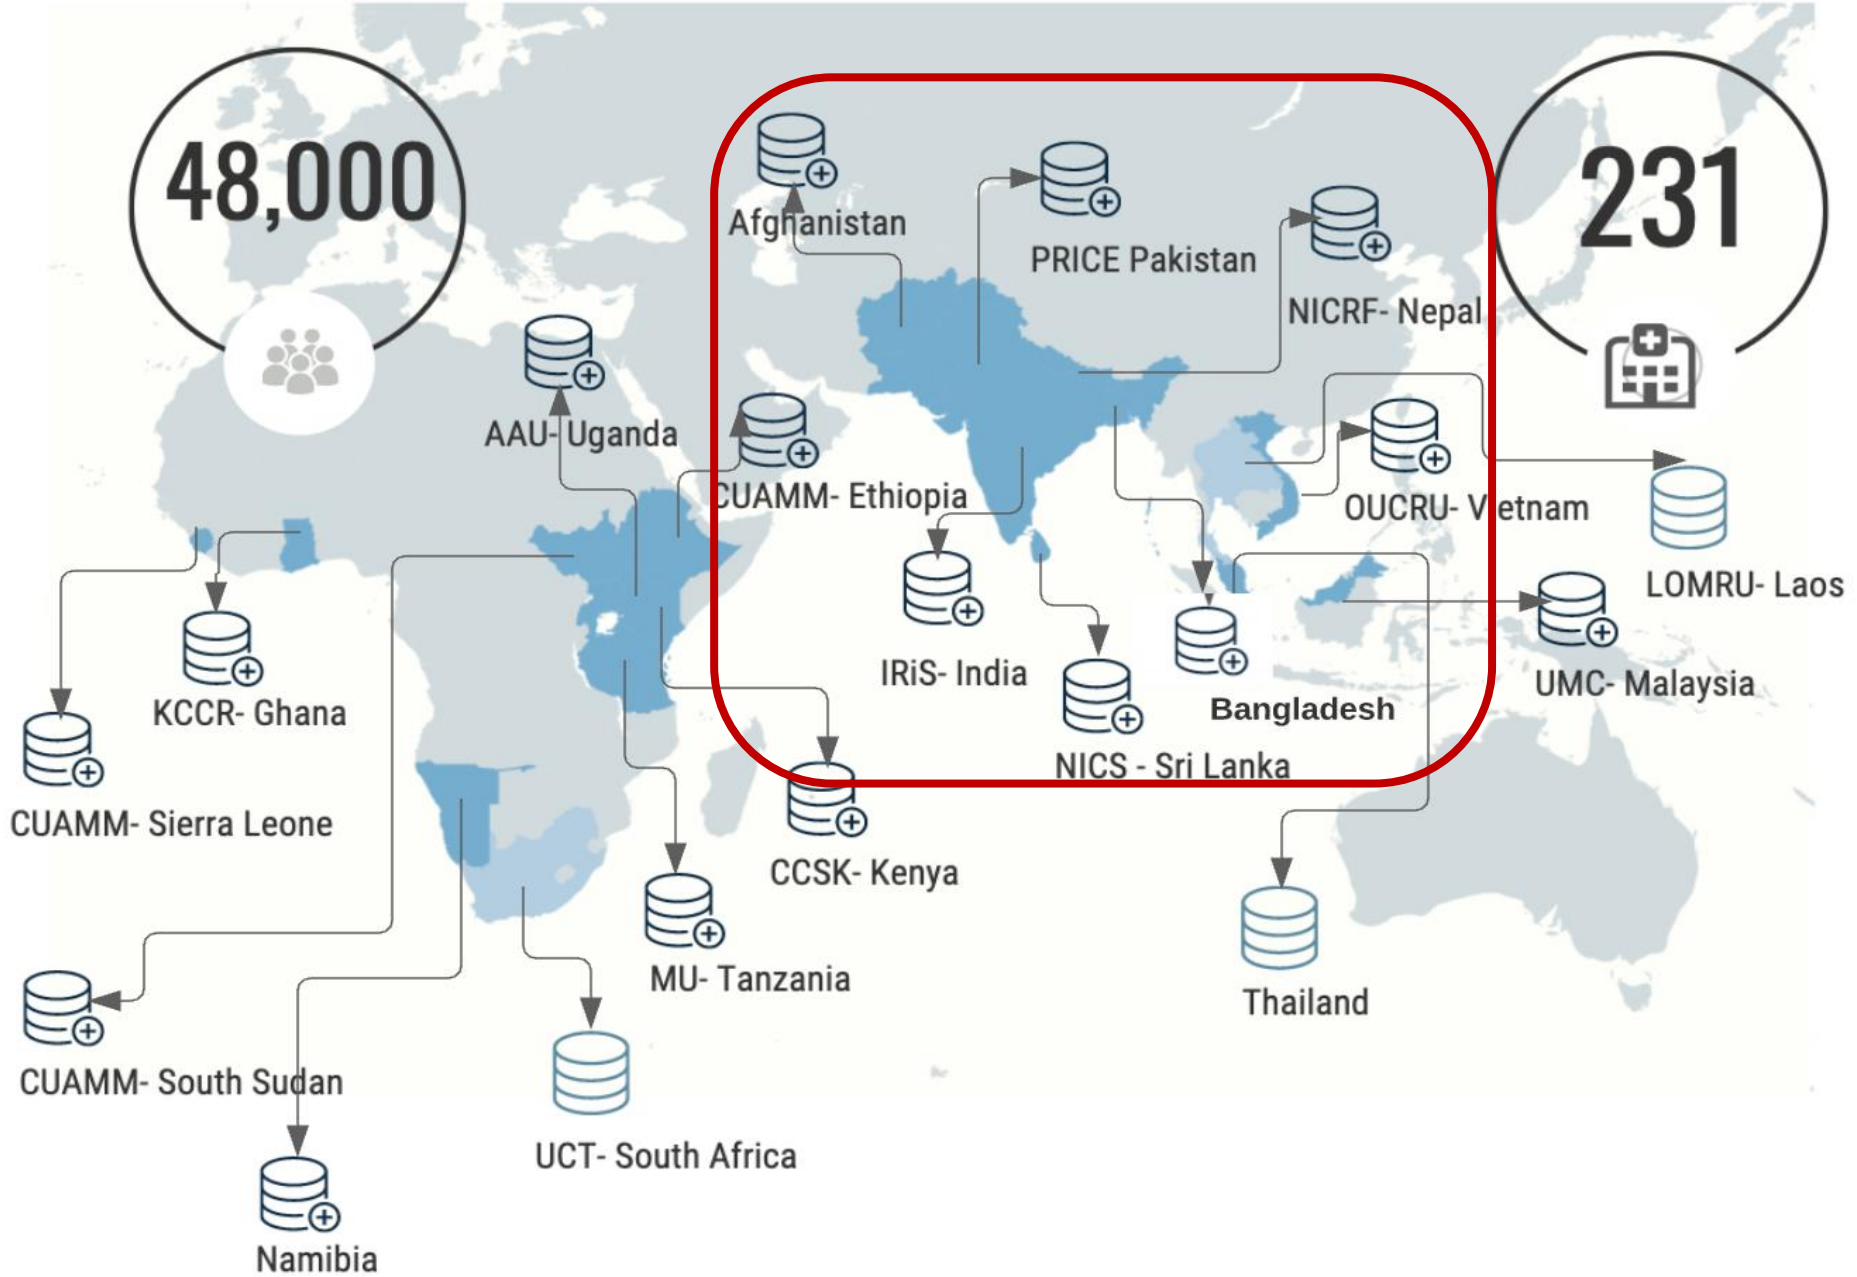 48,000
231
Afghanistan
PRICE Pakistan
NICRF- Nepal
AAU- Uganda
CUAMM- Ethiopia
OUCRU- Vietnam
LOMRU- Laos
IRiS- India
UMC- Malaysia
KCCR- Ghana
Bangladesh
NICS - Sri Lanka
CUAMM- Sierra Leone
CCSK- Kenya
MU- Tanzania
Thailand
CUAMM- South Sudan
UCT- South Africa
Namibia